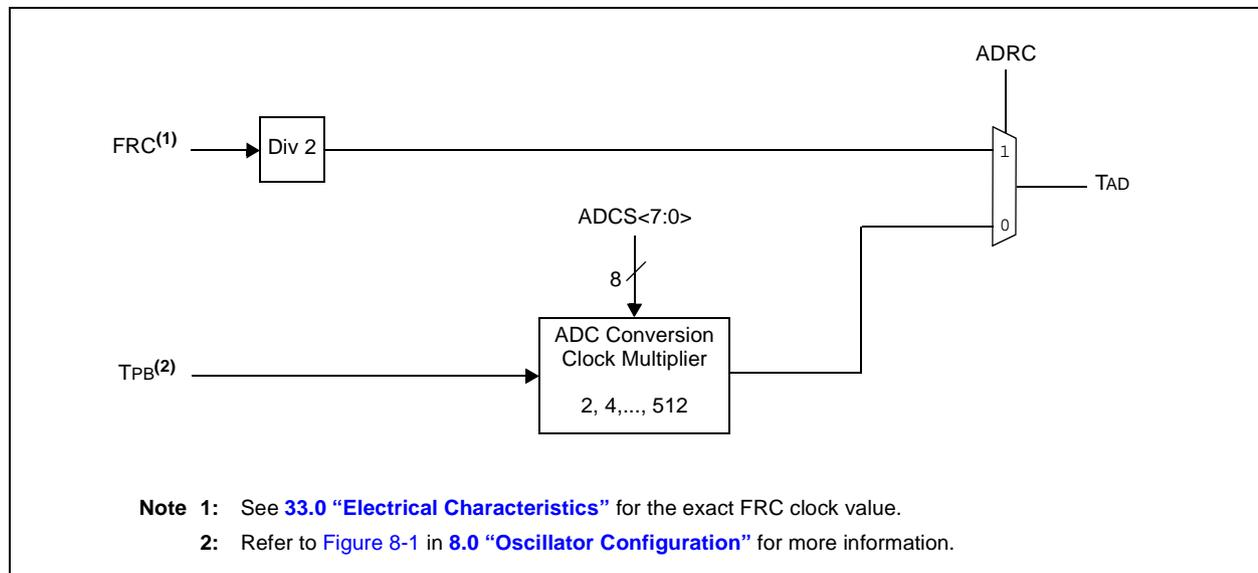 ADRC
FRC(1)
Div 2
1
TAD
ADCS<7:0>
0
8
ADC Conversion
Clock Multiplier
2, 4,..., 512
TPB(2)
Note 1: See 33.0 “Electrical Characteristics” for the exact FRC clock value.
2: Refer to Figure 8-1 in 8.0 “Oscillator Configuration” for more information.